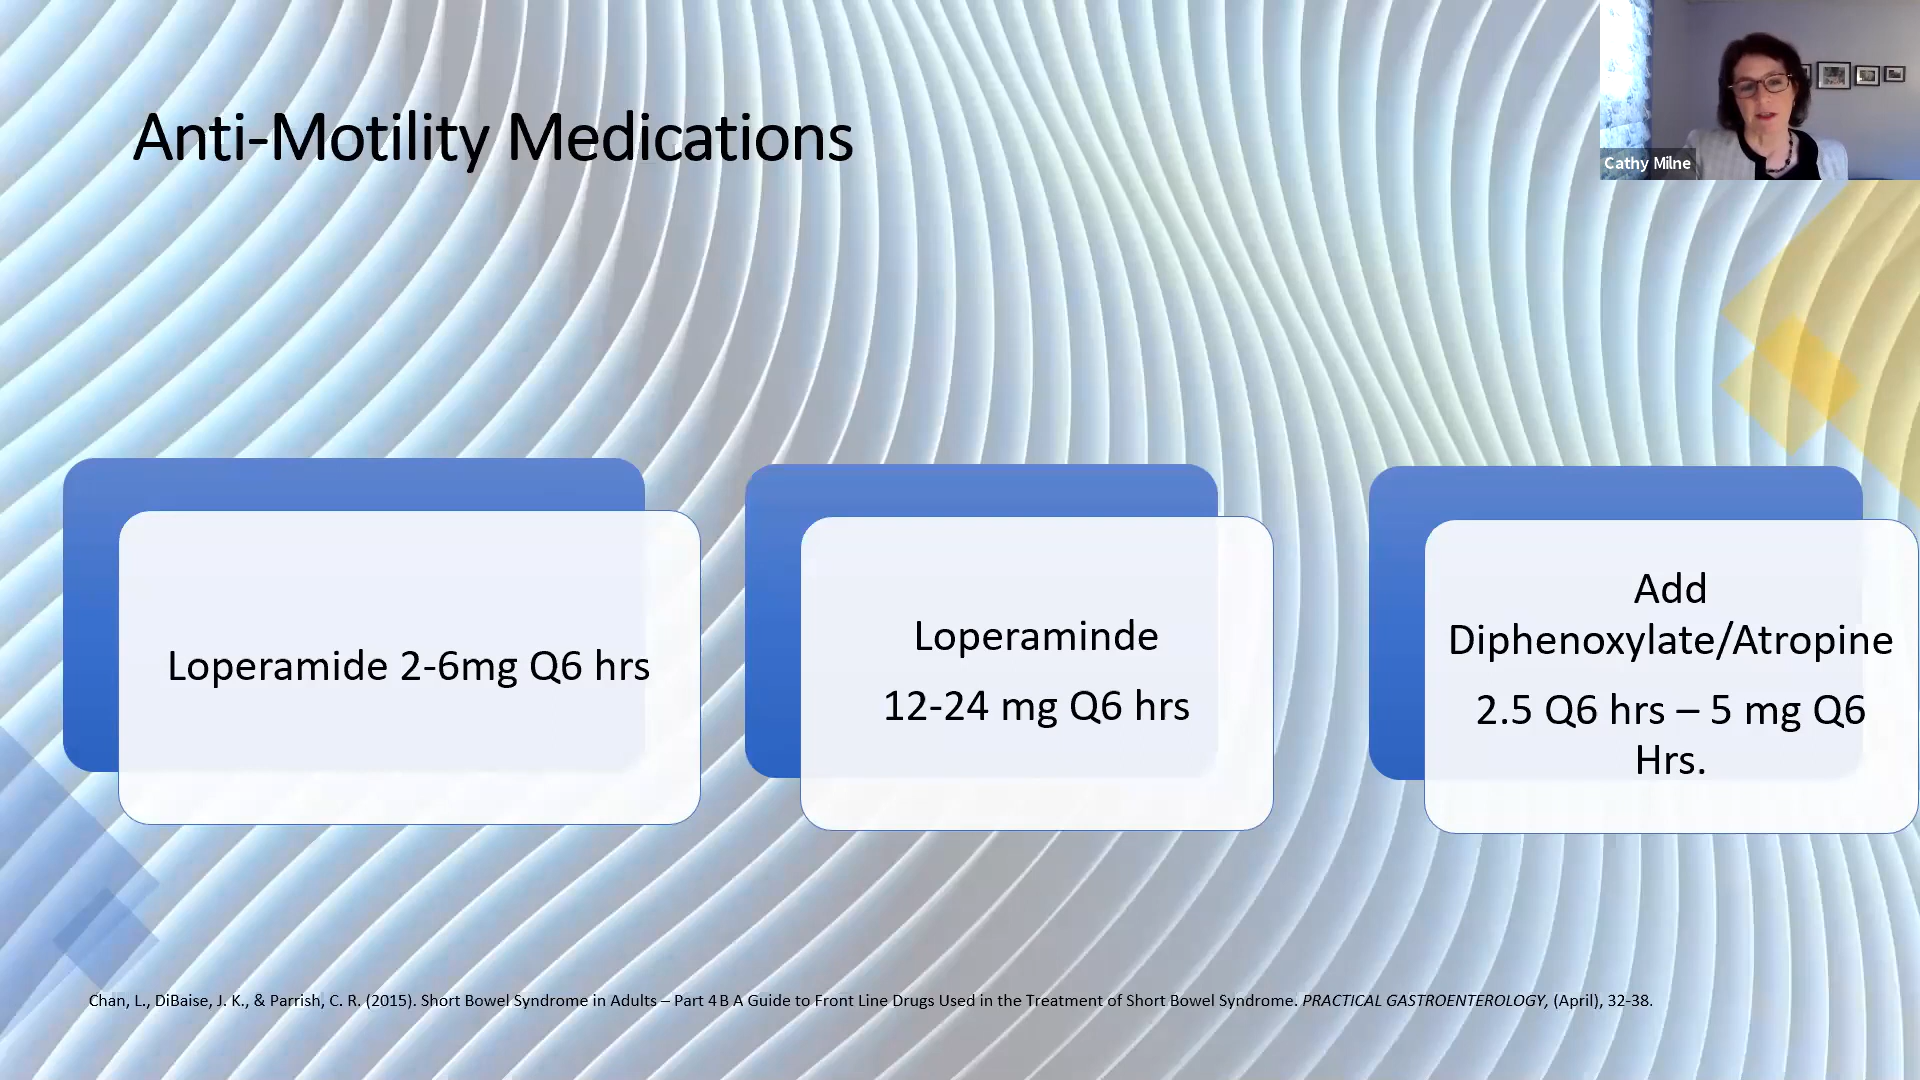 Anti-Motility Medications
Cathy Milne
Loperamide 2-6mg Q6 hrs
Loperaminde
12-24 mg Q6 hrs
Add
Diphenoxylate/Atropine
2.5 Q6 hrs – 5 mg Q6
Hrs.
Chan, L., DiBaise, J. K., & Parrish, C. R. (2015). Short Bowel Syndrome in Adults – Part 4 B A Guide to Front Line Drugs Used in the Treatment of Short Bowel Syndrome. PRACTICAL GASTROENTEROLOGY, (April), 32-38.